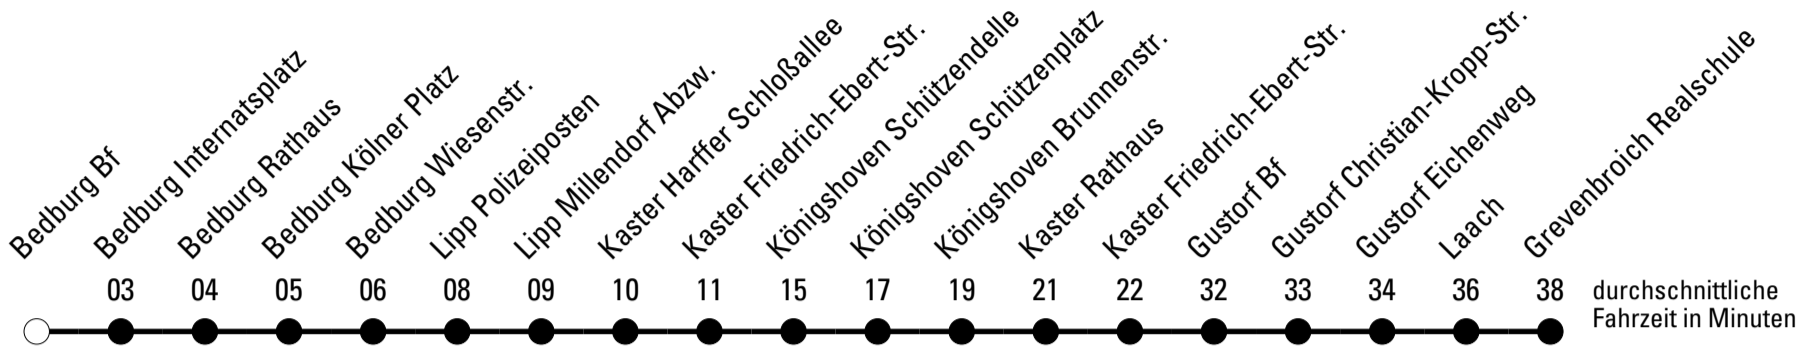 Bedburg Bf
Bedburg Internatsplatz
Bedburg Rathaus
Bedburg Kölner Platz
Bedburg Wiesenstr.
Lipp Polizeiposten
Lipp Millendorf Abzw.
Kaster Harffer Schloßallee
Kaster Friedrich-Ebert-Str.
Königshoven Schützendelle
Königshoven Schützenplatz
Königshoven Brunnenstr.
Kaster Rathaus
Kaster Friedrich-Ebert-Str.
Gustorf Bf
Gustorf Christian-Kropp-Str.
Gustorf Eichenweg
Laach
Grevenbroich Realschule
03 04 05 06 08 09 10 11 15 17 19 21 22 32 33 34 36 38
durchschnittliche
Fahrzeit in Minuten